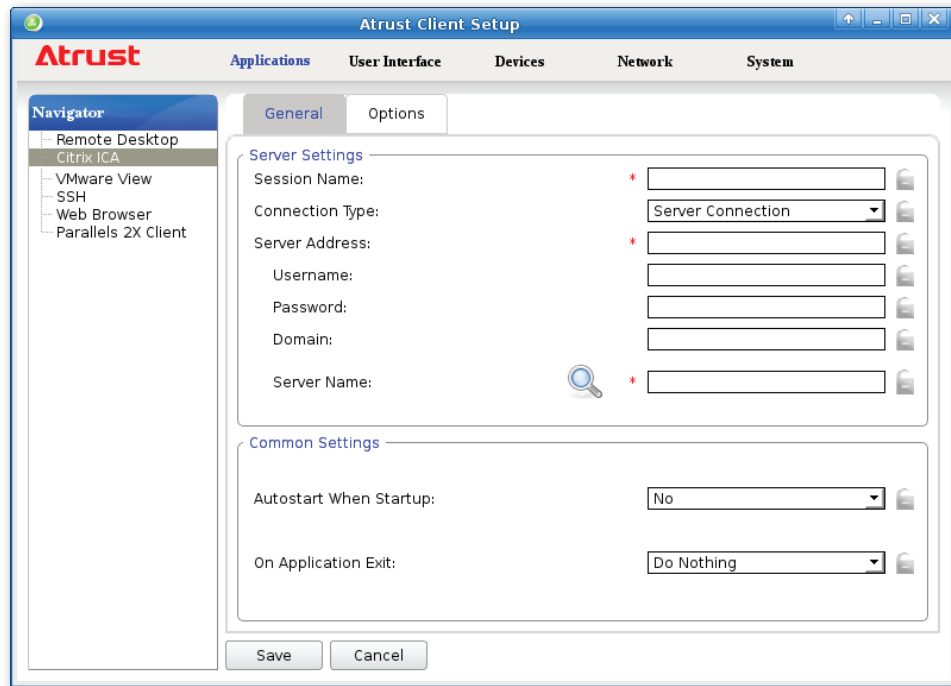 Atrust Client Setup
Atrust
Applications User Interface Devices Network System
Navigator
Remote Desktop
Citrix ICA
VMware View
SSH
Web Browser
Parallels 2X Client
General Options
Server Settings
Session Name: *
Connection Type: Server Connection
Server Address: *
Username:
Password:
Domain:
Server Name: *
Common Settings
Autostart When Startup: No
On Application Exit: Do Nothing
Save Cancel